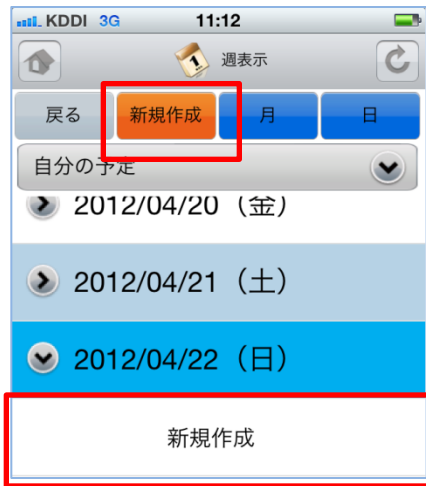 KDDI 3G 11:12
1 週表示
戻る 新規作成 月 日
自分の予定
2012/04/20（金）
2012/04/21（土）
2012/04/22（日）
新規作成